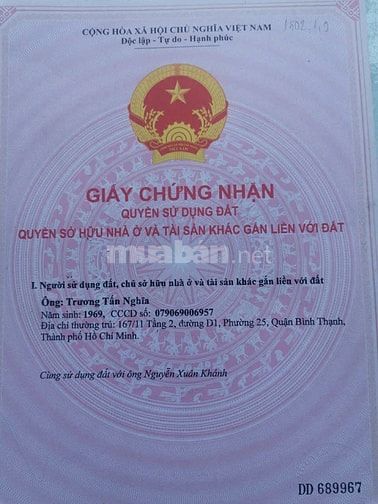 CỘNG HÒA XÃ HỘI CHỦ NGHĨA VIỆT NAM
Độc lập - Tự do - Hạnh phúc
GIẤY CHỨNG NHẬN
QUYỀN SỬ DỤNG ĐẤT
QUYỀN SỞ HỮU NHÀ Ở VÀ TÀI SẢN KHÁC GẮN LIỀN VỚI ĐẤT
muaban.net
I. Người sử dụng đất, chủ sở hữu nhà ở và tài sản khác gắn liền với đất
Ông: Trương Tấn Nghĩa
Năm sinh: 1969, CCCD số: 079069006957
Địa chỉ thường trú: 167/11 Tầng 2, đường D1, Phường 25, Quận Bình Thạnh,
Thành phố Hồ Chí Minh.
Cùng sử dụng đất với ông Nguyễn Xuân Khánh
DD 689967